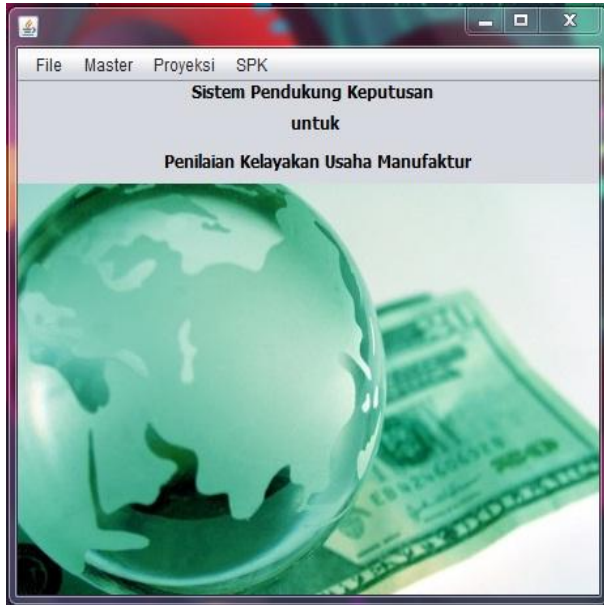 File Master Proyeksi SPK
Sistem Pendukung Keputusan
untuk
Penilaian Kelayakan Usaha Manufaktur